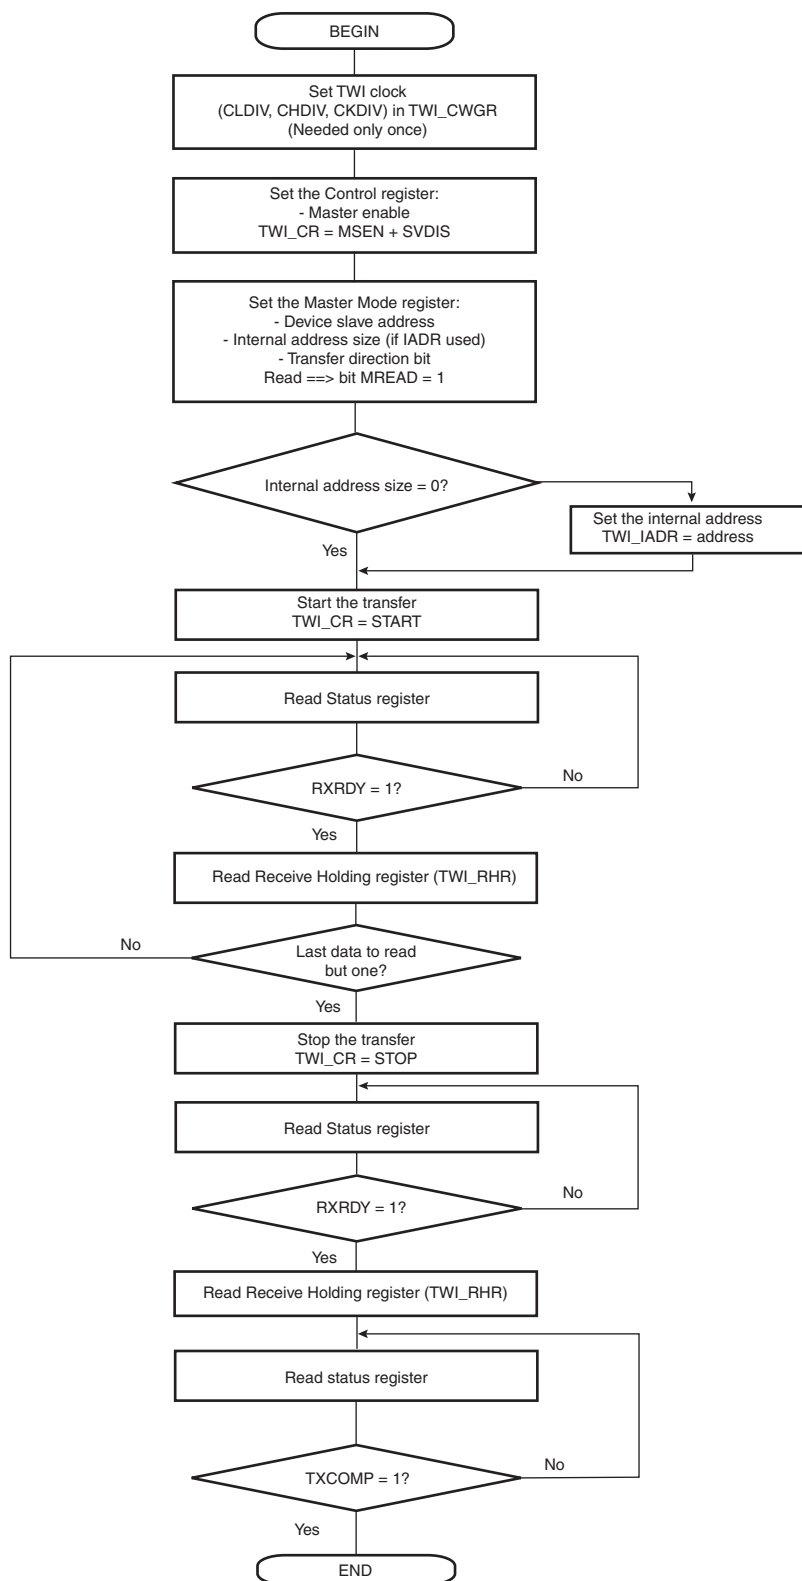 BEGIN
Set TWI clock
(CLDIV, CHDIV, CKDIV) in TWI_CWGR
(Needed only once)
Set the Control register:
- Master enable
TWI_CR = MSEN + SVDIS
Set the Master Mode register:
- Device slave address
- Internal address size (if IADR used)
- Transfer direction bit
Read ==> bit MREAD = 1
Internal address size = 0?
Set the internal address
TWI_IADR = address
Yes
Start the transfer
TWI_CR = START
Read Status register
RXRDY = 1?
No
Yes
Read Receive Holding register (TWI_RHR)
No
Last data to read
but one?
Yes
Stop the transfer
TWI_CR = STOP
Read Status register
RXRDY = 1?
No
Yes
Read Receive Holding register (TWI_RHR)
Read status register
TXCOMP = 1?
No
Yes
END